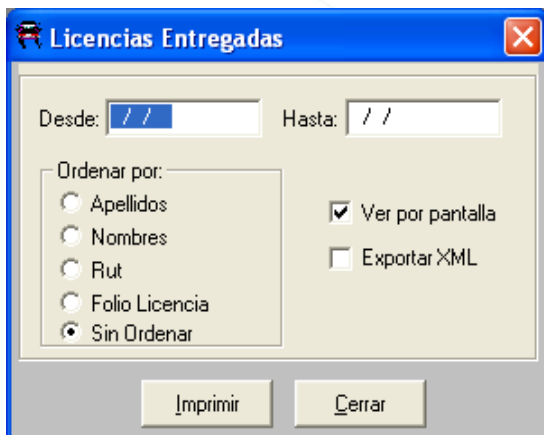 Licencias Entregadas
Desde: / / Hasta: / /
Ordenar por:
Apellidos
Nombres
Rut
Folio Licencia
Sin Ordenar
Ver por pantalla
Exportar XML
Imprimir Cerrar